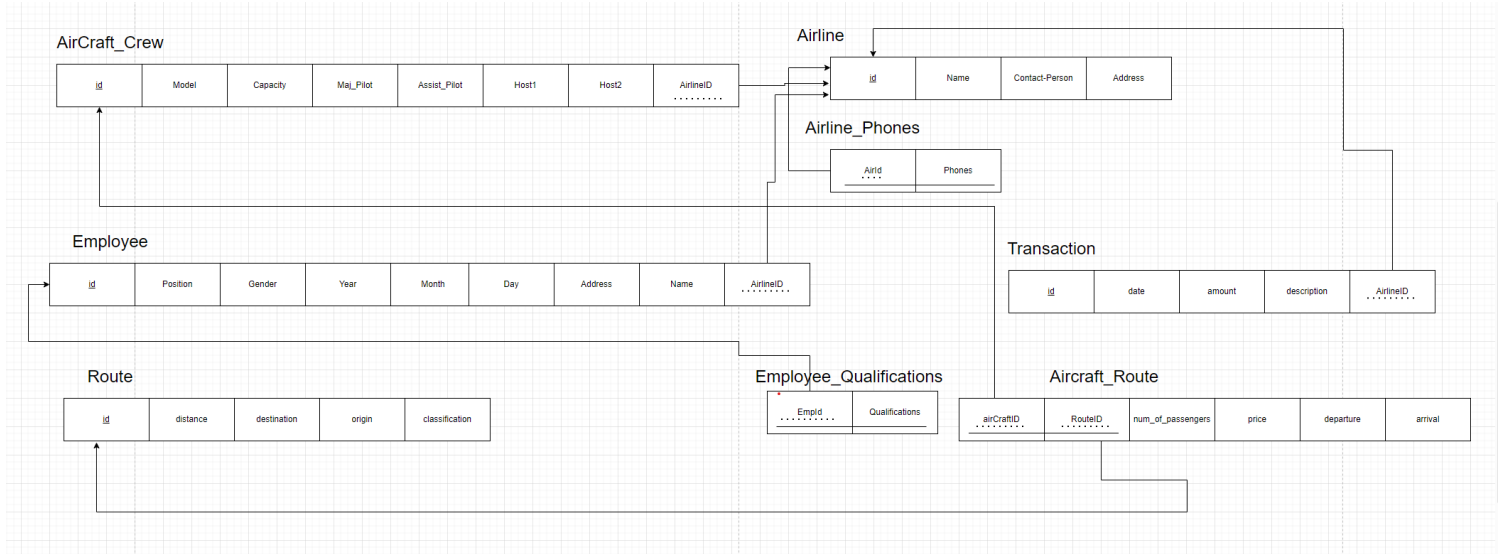 AirCraft_Crew
id Model Capacity Maj_Pilot Assist_Pilot Host1 Host2 AirlineID
Airline
id Name Contact-Person Address
Airline_Phones
AirId Phones
Employee
id Position Gender Year Month Day Address Name AirlineID
Transaction
id date amount description AirlineID
Route
id distance destination origin classification
Employee_Qualifications
EmpId Qualifications
Aircraft_Route
airCraftID RouteID num_of_passengers price departure arrival